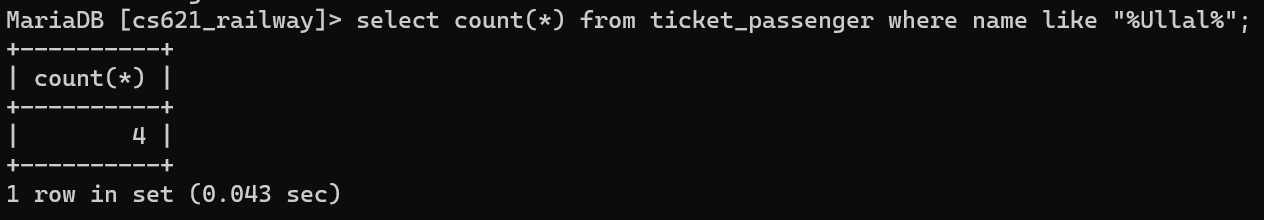 MariaDB [cs621_railway]> select count(*) from ticket_passenger where name like "%Ullal%";
+----------+
| count(*) |
+----------+
|        4 |
+----------+
1 row in set (0.043 sec)